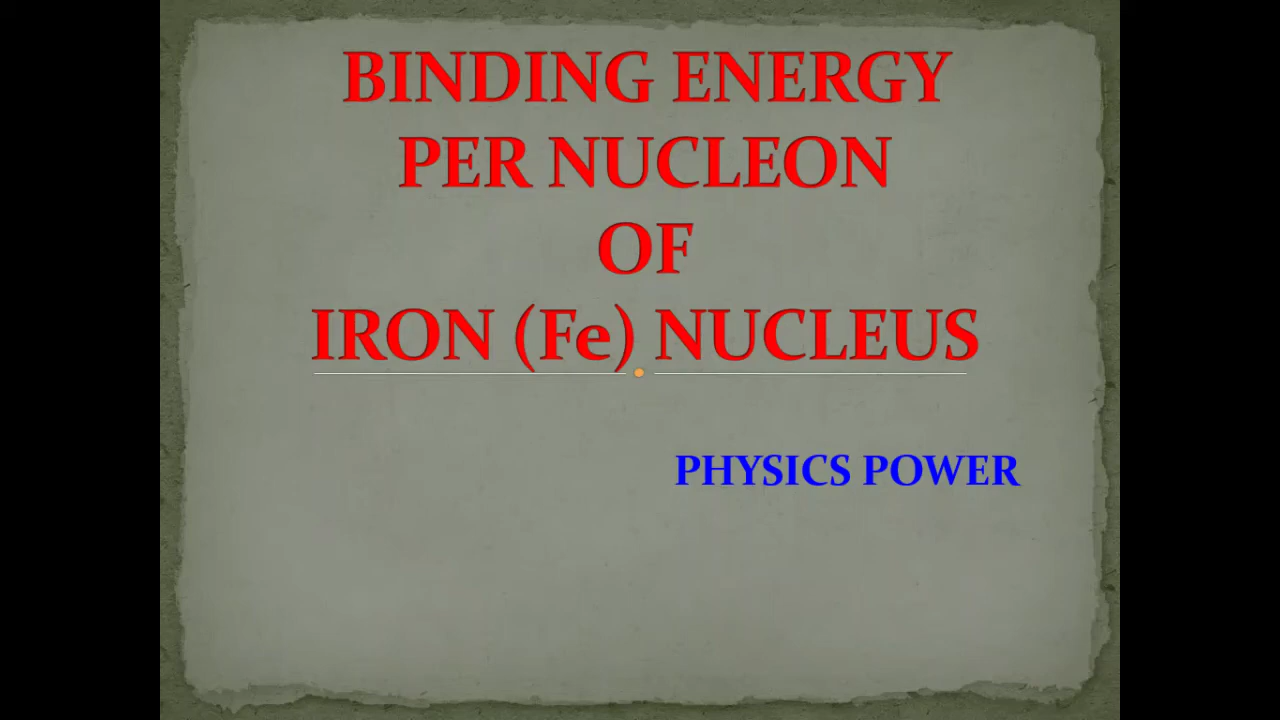 BINDING ENERGY
PER NUCLEON
OF
IRON (Fe) NUCLEUS
PHYSICS POWER